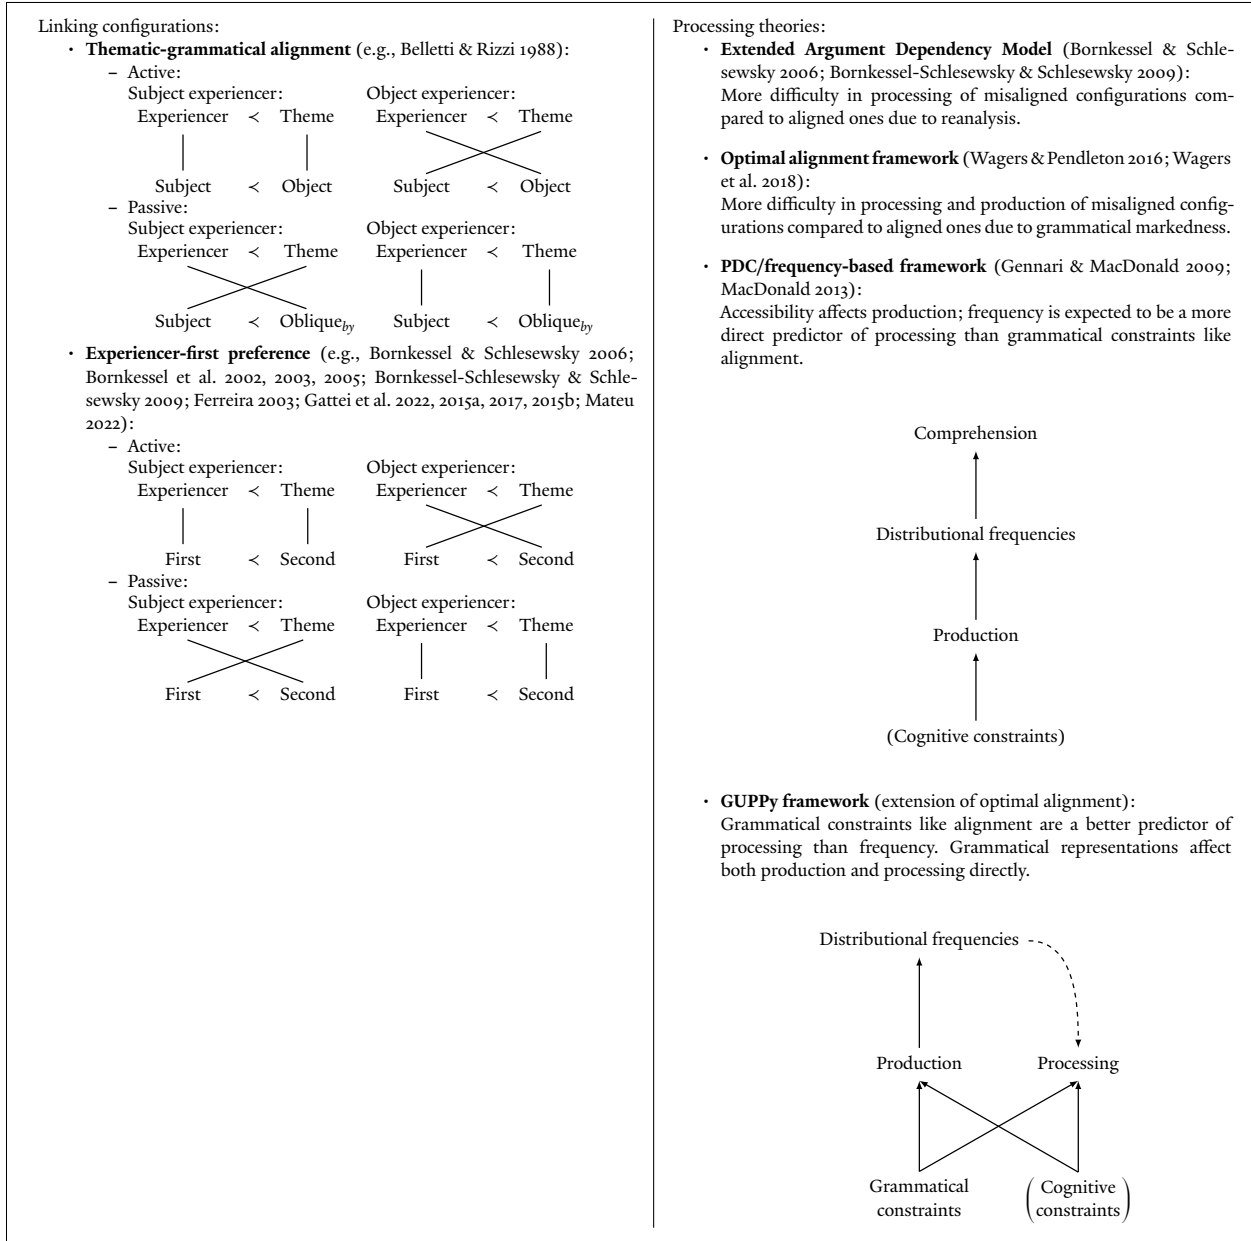 Linking configurations:
· Thematic-grammatical alignment (e.g., Belletti & Rizzi 1988):
– Active:
Subject experiencer: Object experiencer:
Experiencer ≺ Theme Experiencer ≺ Theme
Subject ≺ Object Subject ≺ Object
– Passive:
Subject experiencer: Object experiencer:
Experiencer ≺ Theme Experiencer ≺ Theme
Subject ≺ Oblique_by Subject ≺ Oblique_by
· Experiencer-first preference (e.g., Bornkessel & Schlesewsky 2006;
Bornkessel et al. 2002, 2003, 2005; Bornkessel-Schlesewsky & Schle-
sewsky 2009; Ferreira 2003; Gattei et al. 2022, 2015a, 2017, 2015b; Mateu
2022):
– Active:
Subject experiencer: Object experiencer:
Experiencer ≺ Theme Experiencer ≺ Theme
First ≺ Second First ≺ Second
– Passive:
Subject experiencer: Object experiencer:
Experiencer ≺ Theme Experiencer ≺ Theme
First ≺ Second First ≺ Second
Processing theories:
· Extended Argument Dependency Model (Bornkessel & Schle-
sewsky 2006; Bornkessel-Schlesewsky & Schlesewsky 2009):
More difficulty in processing of misaligned configurations com-
pared to aligned ones due to reanalysis.
· Optimal alignment framework (Wagers & Pendleton 2016; Wagers
et al. 2018):
More difficulty in processing and production of misaligned config-
urations compared to aligned ones due to grammatical markedness.
· PDC/frequency-based framework (Gennari & MacDonald 2009;
MacDonald 2013):
Accessibility affects production; frequency is expected to be a more
direct predictor of processing than grammatical constraints like
alignment.
Comprehension
Distributional frequencies
Production
(Cognitive constraints)
· GUPPy framework (extension of optimal alignment):
Grammatical constraints like alignment are a better predictor of
processing than frequency. Grammatical representations affect
both production and processing directly.
Distributional frequencies
Production Processing
Grammatical (Cognitive
constraints constraints)